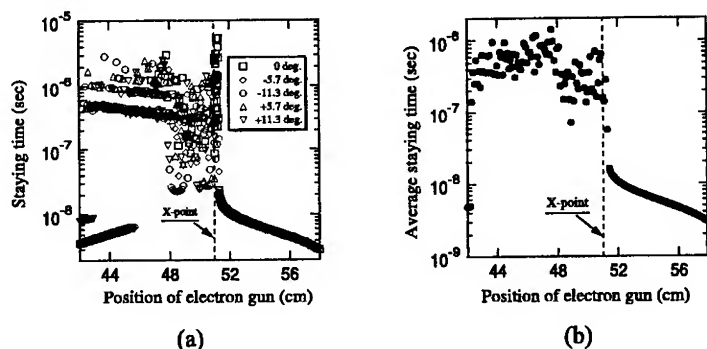 10-5
10-6
10-7
10-8
Staying time (sec)
□ 0 deg.
◇ -5.7 deg.
○ -11.3 deg.
△ +5.7 deg.
▽ +11.3 deg.
X-point
44 48 52 56
Position of electron gun (cm)
(a)
10-5
10-6
10-7
10-8
10-9
Average staying time (sec)
X-point
44 48 52 56
Position of electron gun (cm)
(b)